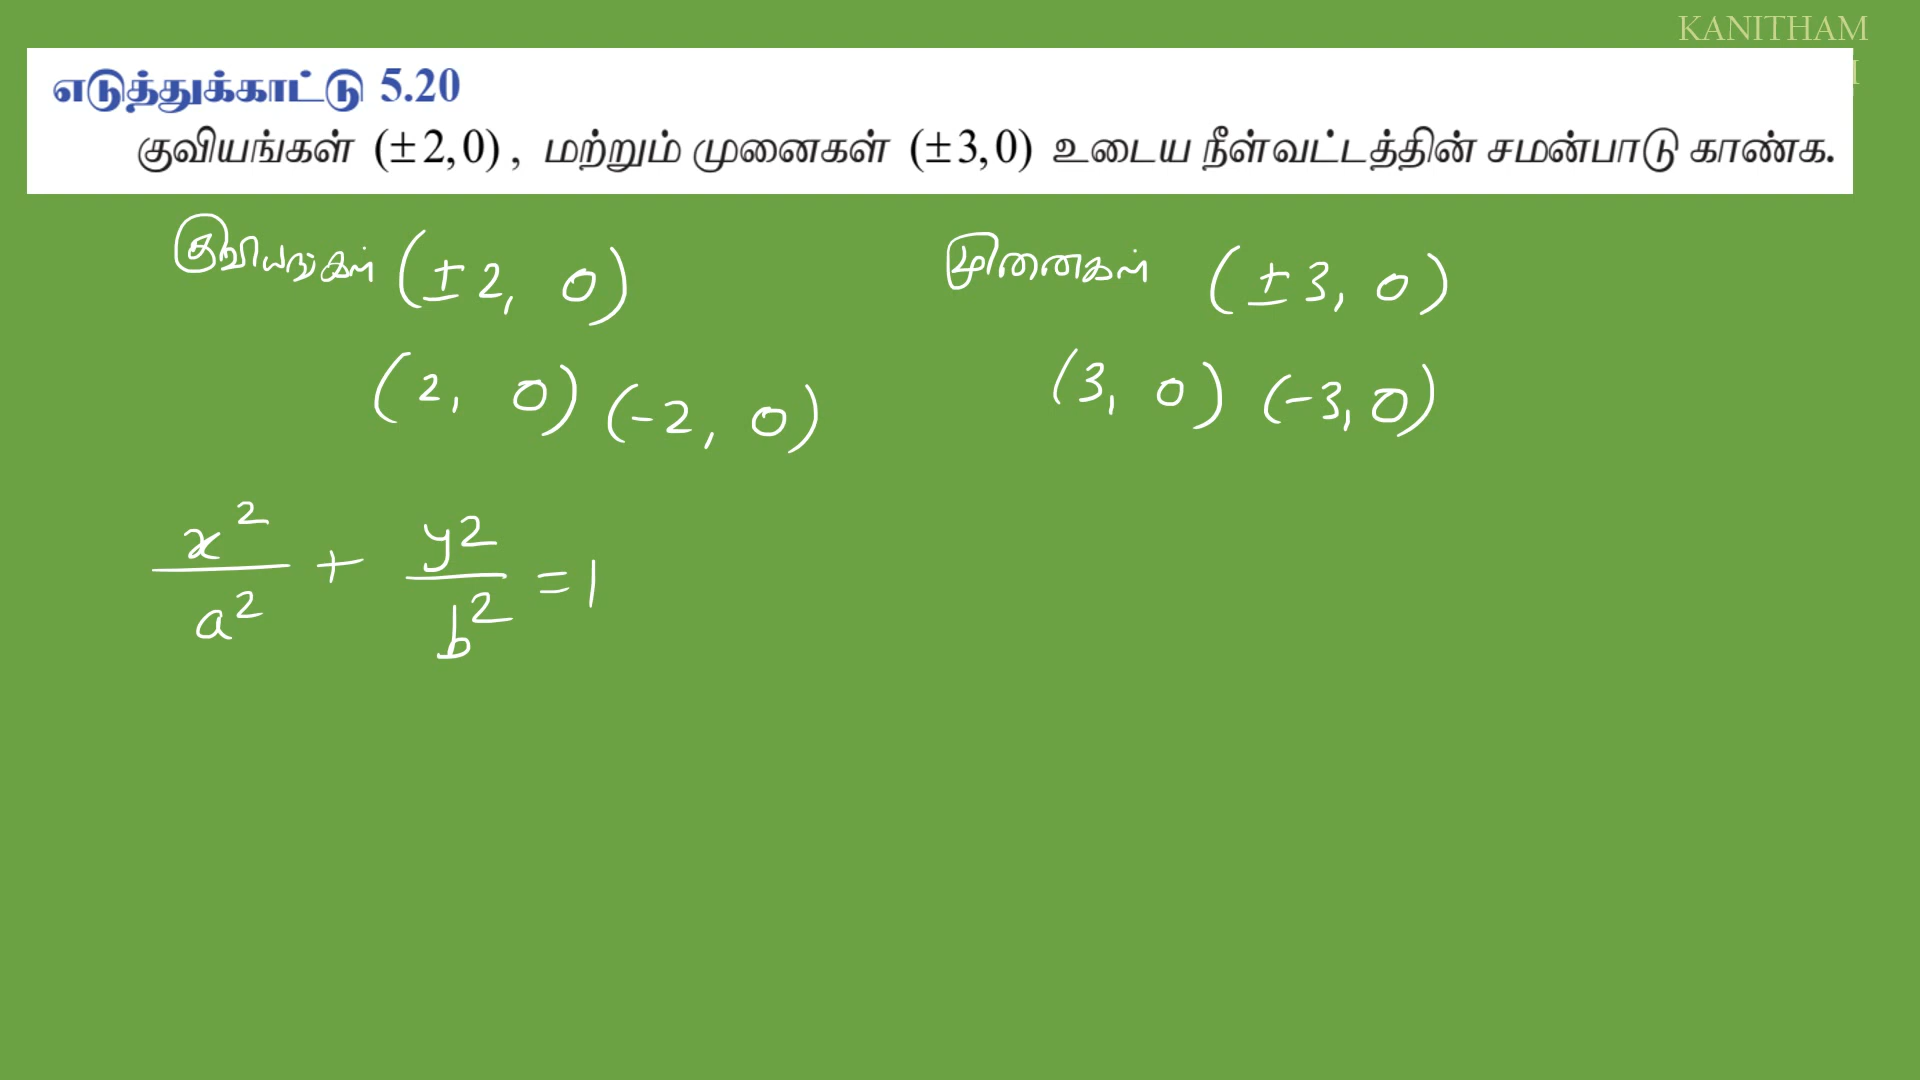 KANITHAM
எடுத்துக்காட்டு 5.20
குவியங்கள் (±2,0) , மற்றும் முனைகள் (±3,0) உடைய நீள்வட்டத்தின் சமன்பாடு காண்க.
குவியங்கள் (±2, 0) முனைகள் (±3, 0)
(2, 0) (-2, 0) (3, 0) (-3, 0)
x²/a² + y²/b² = 1